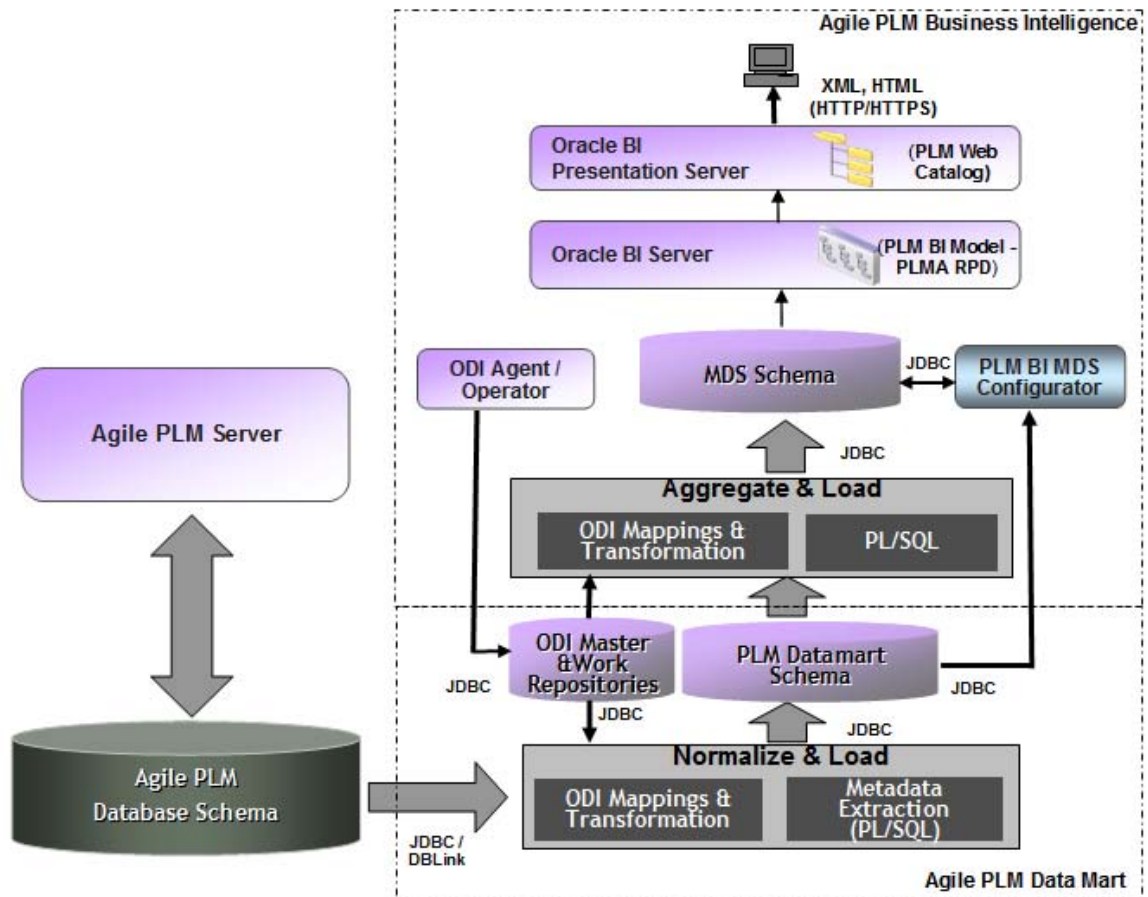 Agile PLM Business Intelligence
XML, HTML
(HTTP/HTTPS)
Oracle BI
Presentation Server
(PLM Web
Catalog)
Oracle BI Server
(PLM BI Model -
PLMA RPD)
ODI Agent /
Operator
MDS Schema
JDBC
PLM BI MDS
Configurator
Agile PLM Server
JDBC
Aggregate & Load
ODI Mappings &
Transformation
PL/SQL
ODI Master
&Work
Repositories
PLM Datamart
Schema
JDBC
JDBC
JDBC
JDBC
Normalize & Load
Agile PLM
Database Schema
ODI Mappings &
Transformation
Metadata
Extraction
(PL/SQL)
JDBC /
DBLink
Agile PLM Data Mart